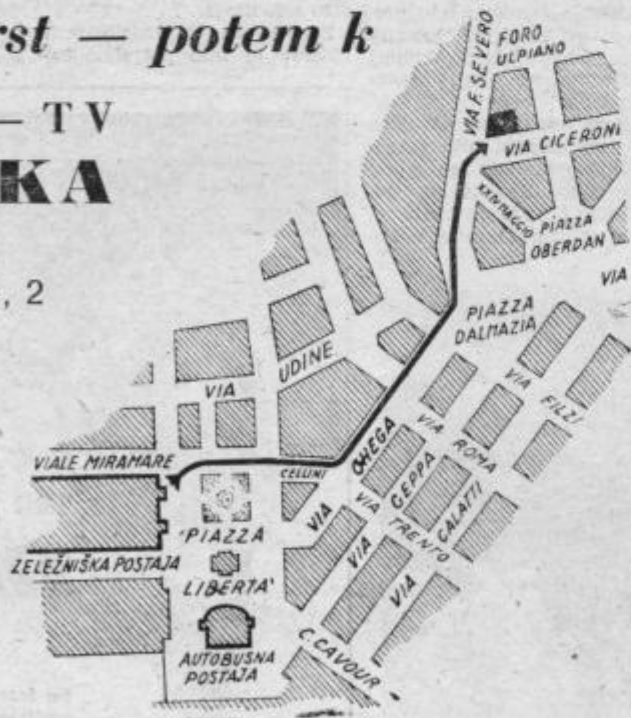 rst — potem k
— TV
KA
, 2
VIA F. SEVERO
FORO
ULPIANO
VIA CICERONE
XXIV MAGGIO
PIAZZA
OBERDAN
VIA
PIAZZA
DALMAZIA
UDINE
VIA
VIA FILZI
VIA ROMA
GHEGA
VIA
GEPPA
VIA
TRENTO
VIA
GALATTI
VIA
VIALE MIRAMARE
CELLINI
PIAZZA
LIBERTA'
ŽELEZNIŠKA POSTAJA
AUTOBUSNA
POSTAJA
C. CAVOUR